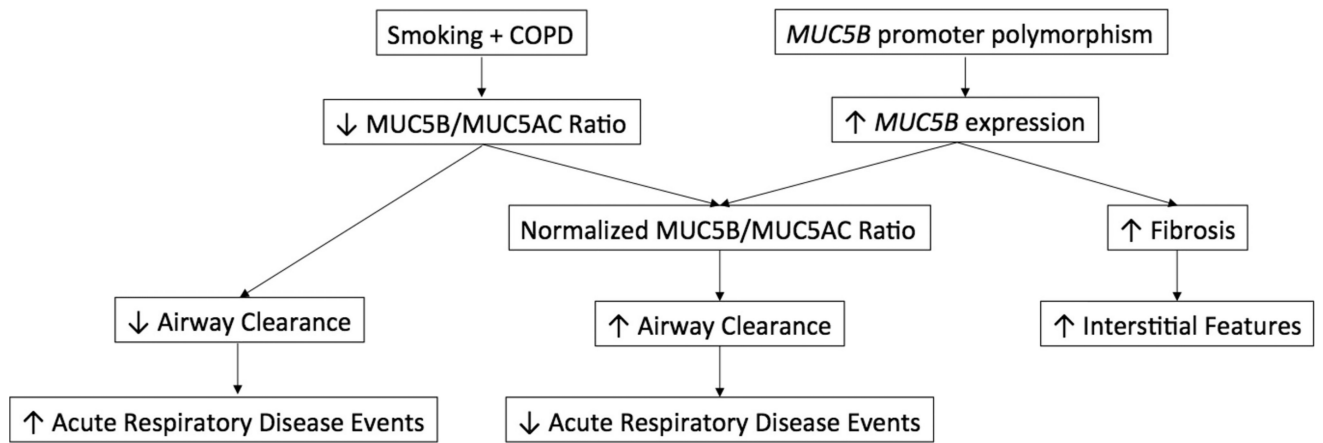 Smoking + COPD
MUC5B promoter polymorphism
↓ MUC5B/MUC5AC Ratio
↑ MUC5B expression
Normalized MUC5B/MUC5AC Ratio
↑ Fibrosis
↓ Airway Clearance
↑ Airway Clearance
↑ Interstitial Features
↑ Acute Respiratory Disease Events
↓ Acute Respiratory Disease Events